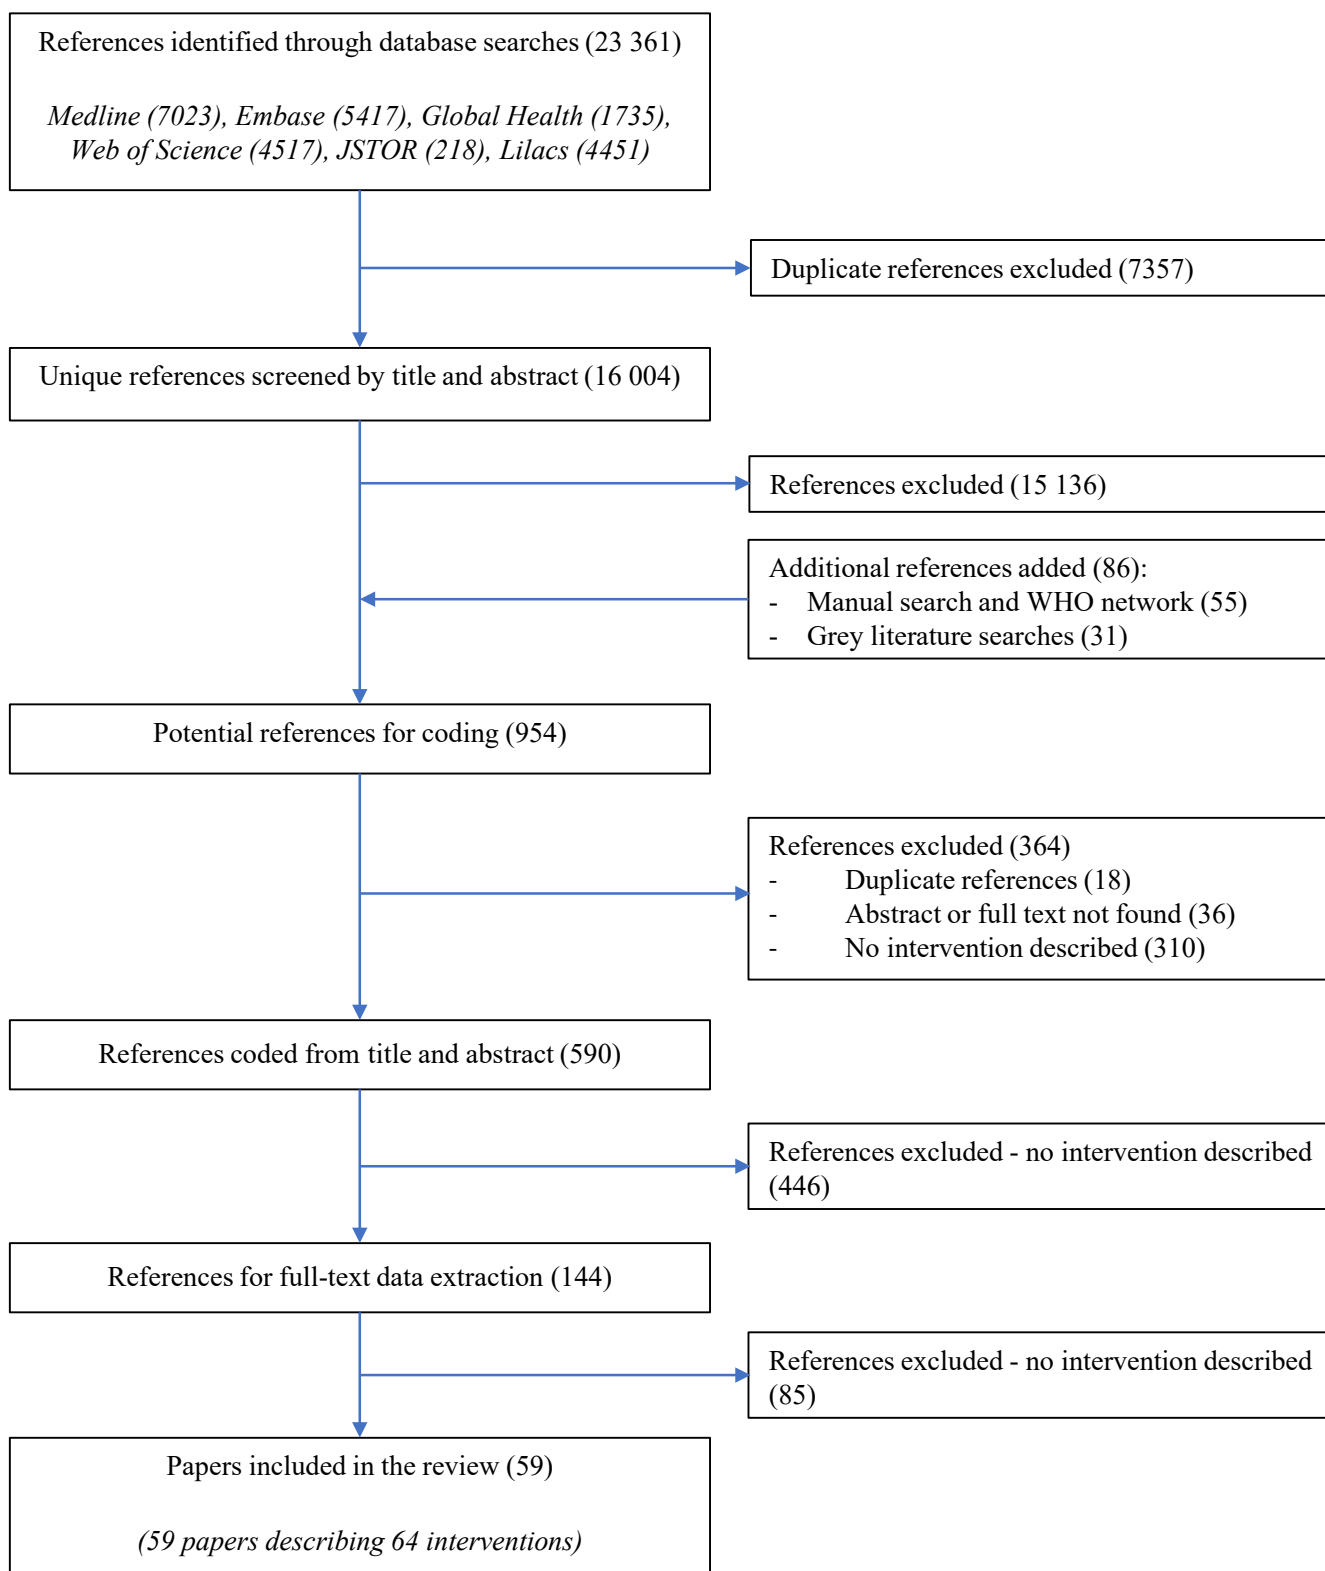 References identified through database searches (23 361)
Medline (7023), Embase (5417), Global Health (1735),
Web of Science (4517), JSTOR (218), Lilacs (4451)
Duplicate references excluded (7357)
Unique references screened by title and abstract (16 004)
References excluded (15 136)
Additional references added (86):
- Manual search and WHO network (55)
- Grey literature searches (31)
Potential references for coding (954)
References excluded (364)
- Duplicate references (18)
- Abstract or full text not found (36)
- No intervention described (310)
References coded from title and abstract (590)
References excluded - no intervention described
(446)
References for full-text data extraction (144)
References excluded - no intervention described
(85)
Papers included in the review (59)
(59 papers describing 64 interventions)